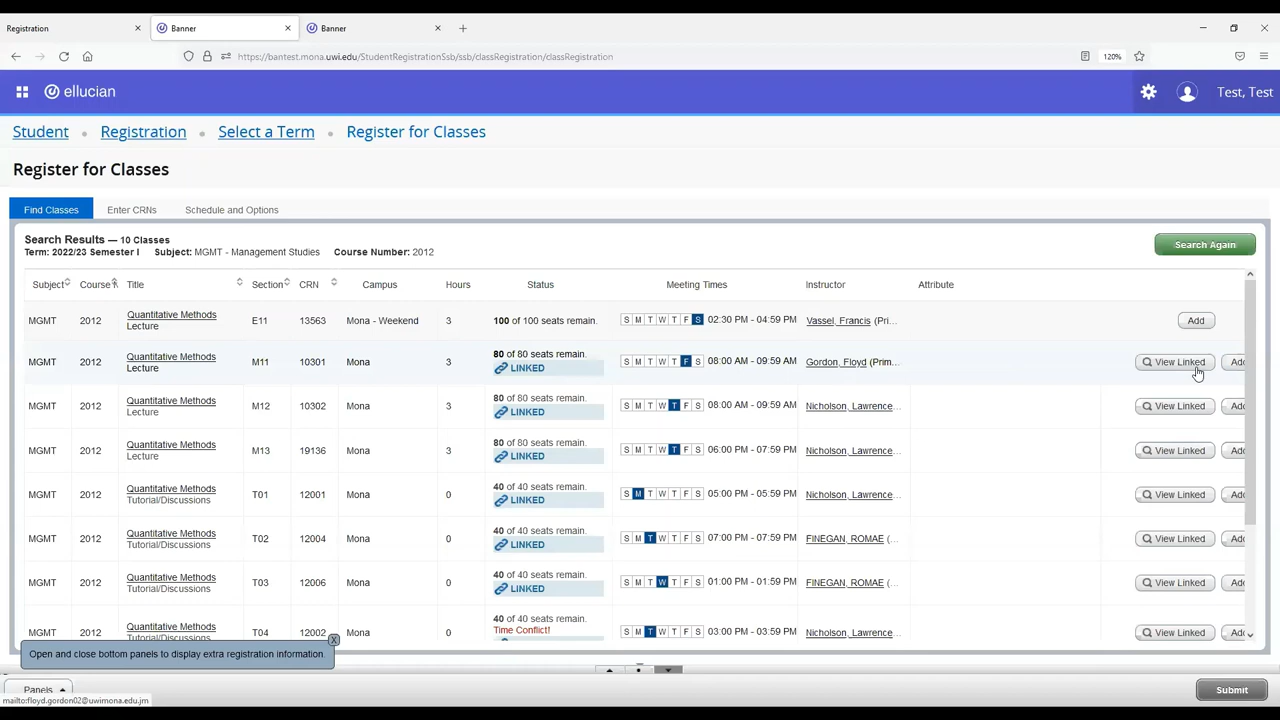 Registration
Banner
Banner
https://bantest.mona.uwi.edu/StudentRegistrationSsb/ssb/classRegistration/classRegistration
120%
ellucian
Test, Test
Student
Registration
Select a Term
Register for Classes
Register for Classes
Find Classes
Enter CRNs
Schedule and Options
Search Results — 10 Classes
Term: 2022/23 Semester I Subject: MGMT - Management Studies Course Number: 2012
Search Again
Subject Course Title Section CRN Campus Hours Status Meeting Times Instructor Attribute
MGMT 2012 Quantitative Methods E11 13563 Mona - Weekend 3 100 of 100 seats remain. S M T W T F S 02:30 PM - 04:59 PM Vassel, Francis (Pri... Add
Lecture
MGMT 2012 Quantitative Methods M11 10301 Mona 3 80 of 80 seats remain. S M T W T F S 08:00 AM - 09:59 AM Gordon, Floyd (Prim... View Linked Add
Lecture LINKED
MGMT 2012 Quantitative Methods M12 10302 Mona 3 80 of 80 seats remain. S M T W T F S 08:00 AM - 09:59 AM Nicholson, Lawrence... View Linked Add
Lecture LINKED
MGMT 2012 Quantitative Methods M13 19136 Mona 3 80 of 80 seats remain. S M T W T F S 06:00 PM - 07:59 PM Nicholson, Lawrence... View Linked Add
Lecture LINKED
MGMT 2012 Quantitative Methods T01 12001 Mona 0 40 of 40 seats remain. S M T W T F S 05:00 PM - 05:59 PM Nicholson, Lawrence... View Linked Add
Tutorial/Discussions LINKED
MGMT 2012 Quantitative Methods T02 12004 Mona 0 40 of 40 seats remain. S M T W T F S 07:00 PM - 07:59 PM FINEGAN, ROMAE (... View Linked Add
Tutorial/Discussions LINKED
MGMT 2012 Quantitative Methods T03 12006 Mona 0 40 of 40 seats remain. S M T W T F S 01:00 PM - 01:59 PM FINEGAN, ROMAE (... View Linked Add
Tutorial/Discussions LINKED
MGMT 2012 Quantitative Methods T04 12002 Mona 0 40 of 40 seats remain. S M T W T F S 03:00 PM - 03:59 PM Nicholson, Lawrence... View Linked Add
Tutorial/Discussions Time Conflict!
X
Open and close bottom panels to display extra registration information.
Panels
Submit
mailto:floyd.gordon02@uwimona.edu.jm